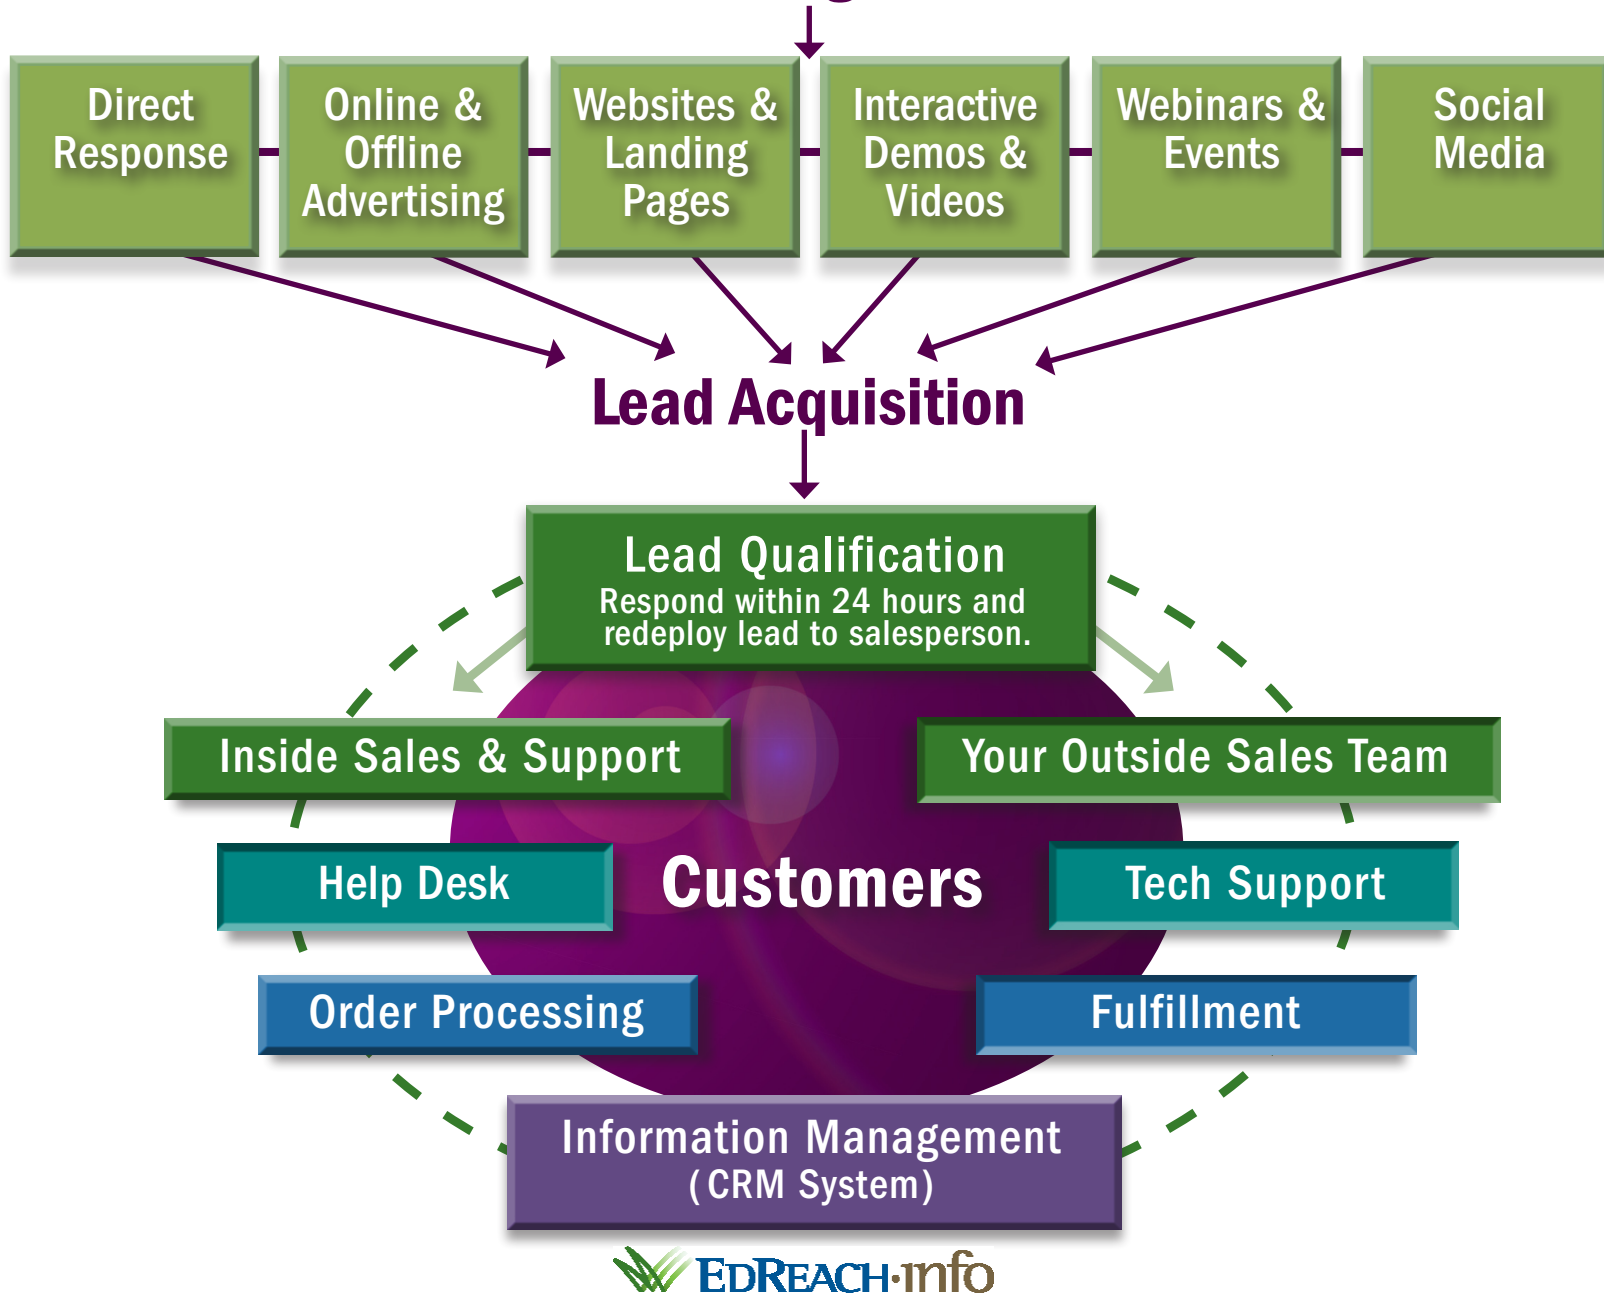 Direct
Response
Online &
Offline
Advertising
Websites &
Landing
Pages
Interactive
Demos &
Videos
Webinars &
Events
Social
Media
Lead Acquisition
Lead Qualification
Respond within 24 hours and
redeploy lead to salesperson.
Inside Sales & Support
Your Outside Sales Team
Help Desk
Customers
Tech Support
Order Processing
Fulfillment
Information Management
(CRM System)
EDREACH·info